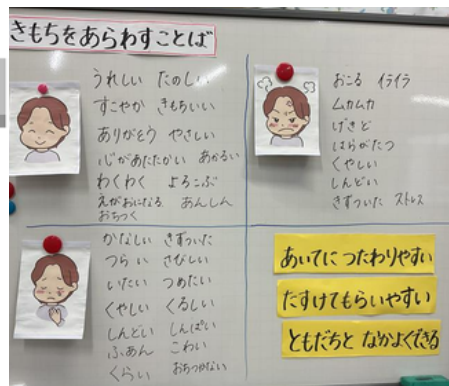 きもちをあらわすことば
うれしい たのしい
すこやか きもちいい
ありがとう やさしい
心があたたかい あかるい
わくわく よろこぶ
えがおになる あんしん
おちつく
おこる イライラ
ムカムカ
げきど
はらがたつ
くやしい
しんどい
きずついた ストレス
かなしい きずついた
つらい さびしい
いたい つめたい
くやしい くるしい
しんどい しんぱい
ふあん こわい
くらい おちつかない
あいてに つたわりやすい
たすけてもらいやすい
ともだちと なかよくできる